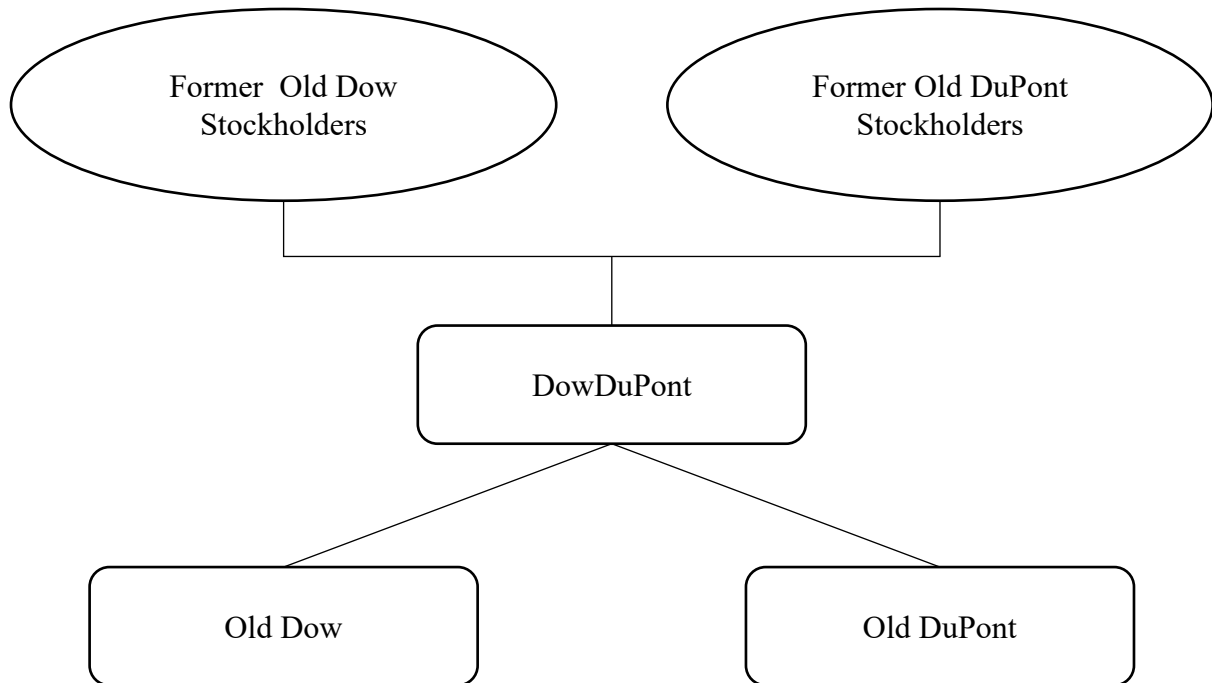 Former Old Dow
Stockholders
Former Old DuPont
Stockholders
DowDuPont
Old Dow
Old DuPont